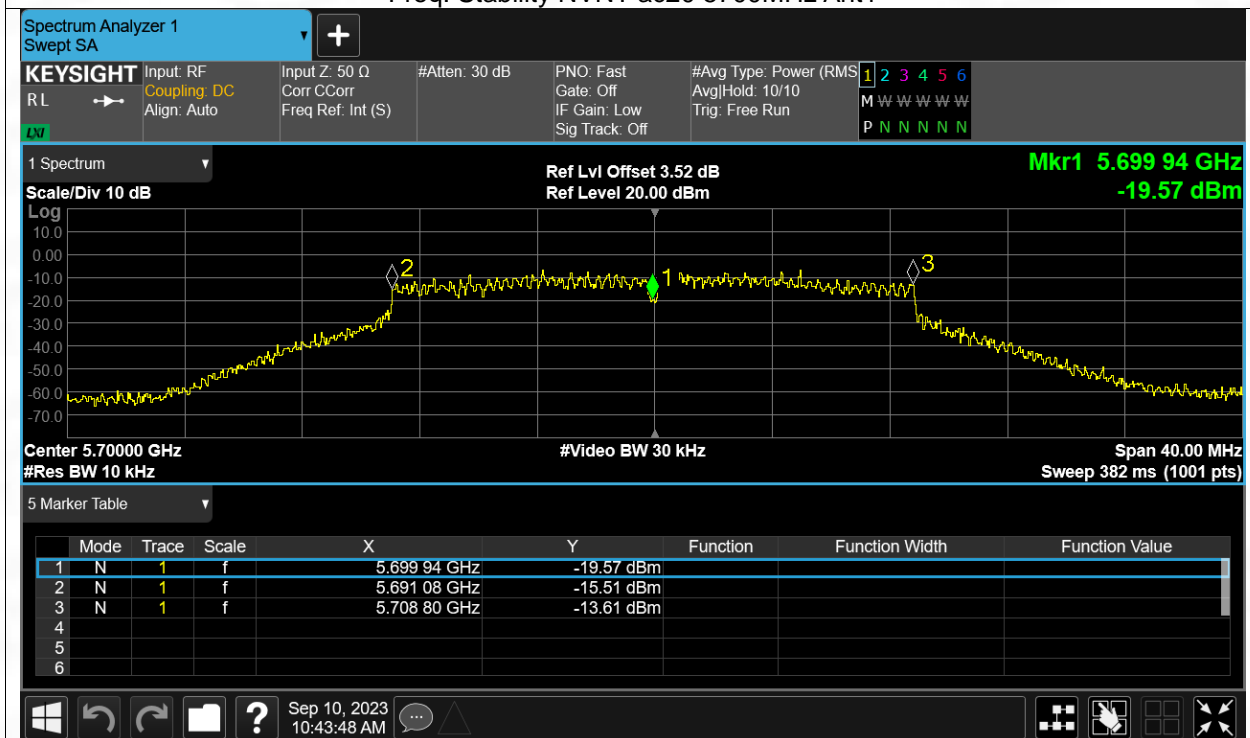 Spectrum Analyzer 1
Swept SA
KEYSIGHT Input: RF Input Z: 50 Ω #Atten: 30 dB PNO: Fast #Avg Type: Power (RMS 1 2 3 4 5 6
RL Coupling: DC Corr CCorr Gate: Off Avg|Hold: 10/10 M W W W W W W
Align: Auto Freq Ref: Int (S) IF Gain: Low Trig: Free Run
LXI Sig Track: Off P N N N N N N
1 Spectrum Ref Lvl Offset 3.52 dB Mkr1 5.699 94 GHz
Scale/Div 10 dB Ref Level 20.00 dBm -19.57 dBm
Log
10.0
0.00
-10.0
-20.0
-30.0
-40.0
-50.0
-60.0
-70.0
2 1 3
Center 5.70000 GHz #Video BW 30 kHz Span 40.00 MHz
#Res BW 10 kHz Sweep 382 ms (1001 pts)
5 Marker Table
Mode Trace Scale X Y Function Function Width Function Value
1 N 1 f 5.699 94 GHz -19.57 dBm
2 N 1 f 5.691 08 GHz -15.51 dBm
3 N 1 f 5.708 80 GHz -13.61 dBm
4
5
6
? Sep 10, 2023
10:43:48 AM